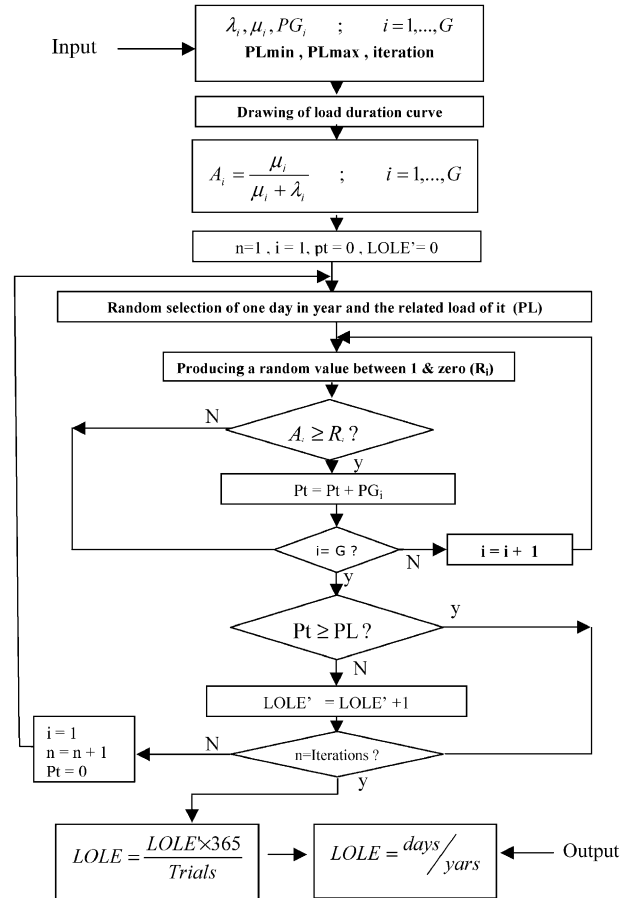 λi, μi, PGi ; i = 1,...,G
Input
PLmin , PLmax , iteration
Drawing of load duration curve
Ai = μi / (μi + λi) ; i = 1,...,G
n=1 , i = 1, pt = 0 , LOLE'= 0
Random selection of one day in year and the related load of it (PL)
Producing a random value between 1 & zero (Ri)
N
Ai ≥ Ri ?
y
Pt = Pt + PGi
i= G ?
N
i = i + 1
y
Pt ≥ PL ?
y
N
LOLE' = LOLE' +1
i = 1
n = n + 1
Pt = 0
N
n=Iterations ?
y
LOLE = LOLE'×365 / Trials
LOLE = days / yars
Output